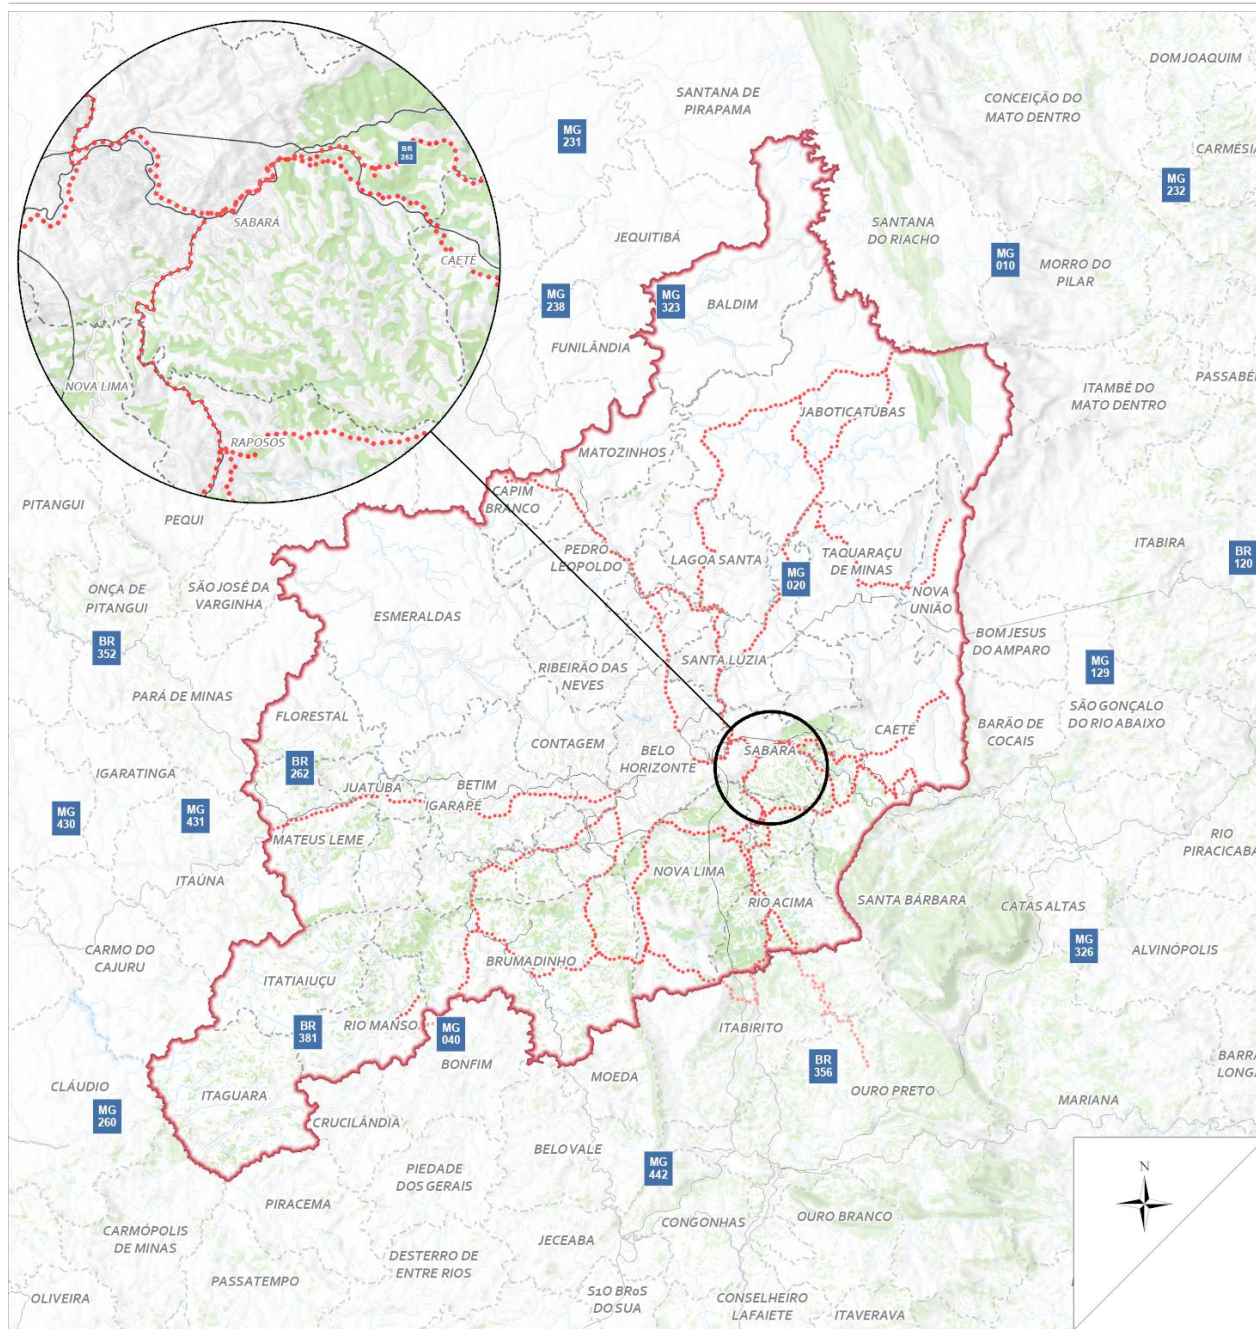 DOM JOAQUIM
SANTANA DE
PIRAPAMA
CONCEIÇÃO DO
MATO DENTRO
MG
231
BR
262
CARMÉSIA
MG
232
SABARÁ
SANTANA
DO RIACHO
JEQUITIBÁ
CAETÉ
MG
010
MORRO DO
PILAR
MG
238
MG
323
BALDIM
FUNILÂNDIA
NOVA LIMA
ITAMBÉ DO
MATO DENTRO
PASSABÉ
JABOTICATUBAS
RAPOSOS
MATOZINHOS
CAPIM
BRANCO
PITANGUI
PEQUI
ITABIRA
BR
120
PEDRO
LEOPOLDO
LAGOA SANTA
TAQUARAÇU
DE MINAS
MG
020
ONÇA DE
PITANGUI
SÃO JOSÉ DA
VARGINHA
NOVA
UNIÃO
ESMERALDAS
BOM JESUS
DO AMPARO
BR
352
MG
129
SANTA LUZIA
RIBEIRÃO DAS
NEVES
PARÁ DE MINAS
SÃO GONÇALO
DO RIO ABAIXO
FLORESTAL
BARÃO DE
COCAIS
CAETÉ
CONTAGEM
BELO
HORIZONTE
SABARÁ
IGARATINGA
BR
262
JUATUBA
BETIM
IGARAPÉ
MG
430
MG
431
MATEUS LEME
RIO
PIRACICABA
ITAÚNA
NOVA LIMA
RIO ACIMA
SANTA BÁRBARA
CATAS ALTAS
CARMO DO
CAJURU
MG
326
ALVINÓPOLIS
BRUMADINHO
ITATIAIUÇU
RIO MANSO
BR
381
MG
040
ITABIRITO
BONFIM
BR
356
BARRA
LONGA
MOEDA
OURO PRETO
CLÁUDIO
ITAGUARA
MARIANA
MG
260
CRUCILÂNDIA
BELO VALE
N
PIEDADE
DOS GERAIS
MG
442
PIRACEMA
OURO BRANCO
CONGONHAS
CARMÓPOLIS
DE MINAS
JECEABA
DESTERRO DE
ENTRE RIOS
PASSATEMPO
OLIVEIRA
S1O BR0S
DO SUA
CONSELHEIRO
LAFAIETE
ITAVERAVA